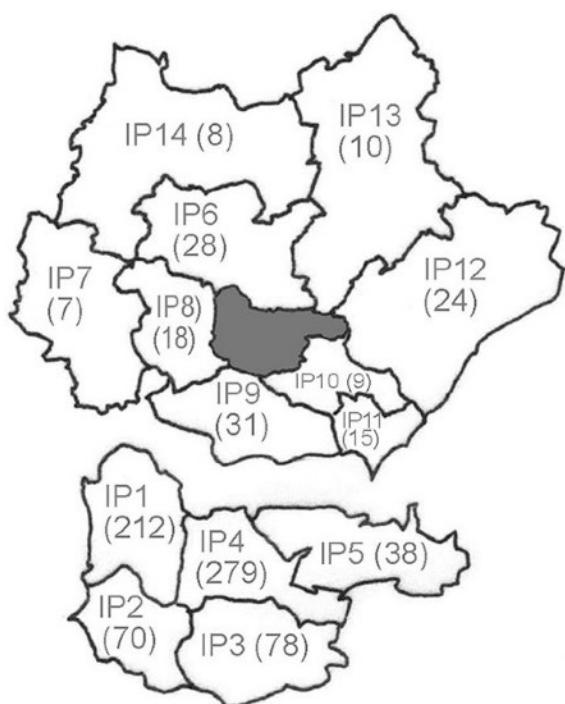 IP14 (8)
IP13
(10)
IP6
(28)
IP7
(7)
IP12
(24)
IP8
(18)
IP10 (9)
IP9
(31)
IP11
(15)
IP1
(212)
IP4
(279)
IP5 (38)
IP2
(70)
IP3 (78)